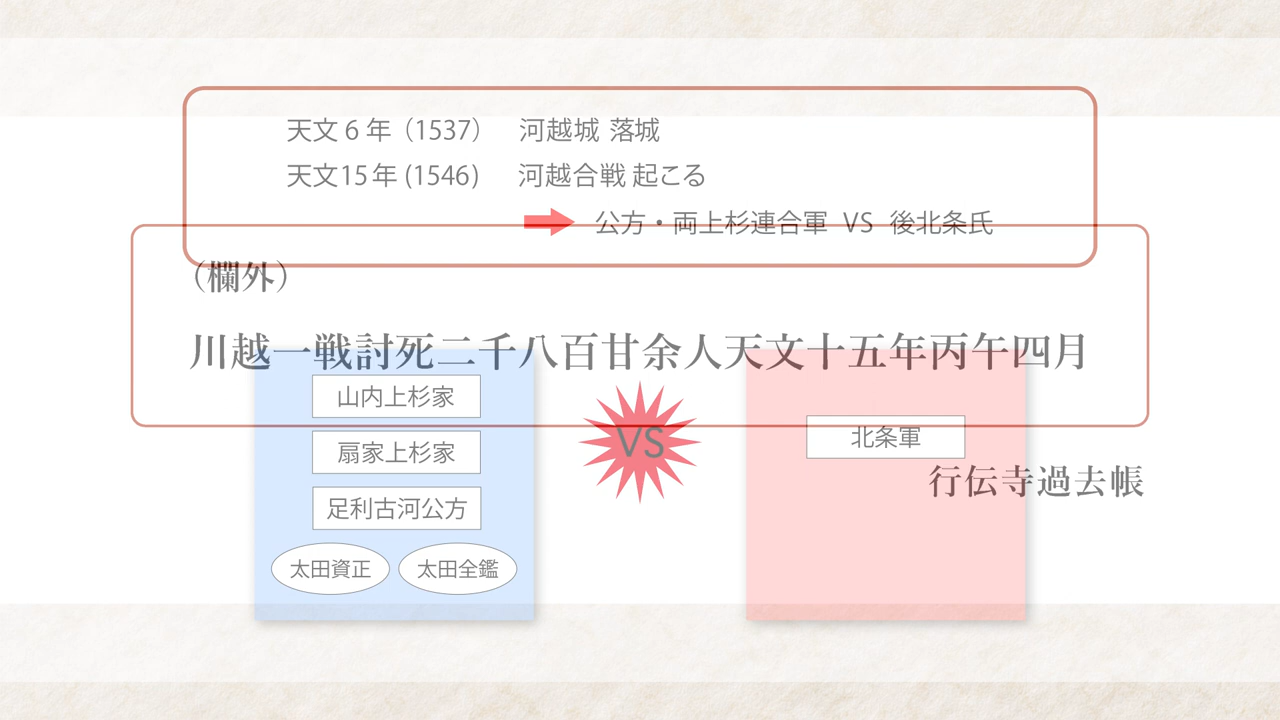 天文6年（1537） 河越城 落城
天文15年 (1546) 河越合戦 起こる
公方・両上杉連合軍 VS 後北条氏
（欄外）
川越一戦討死二千八百甘余人天文十五年丙午四月
行伝寺過去帳
山内上杉家
扇家上杉家
足利古河公方
太田資正
太田全鑑
VS
北条軍